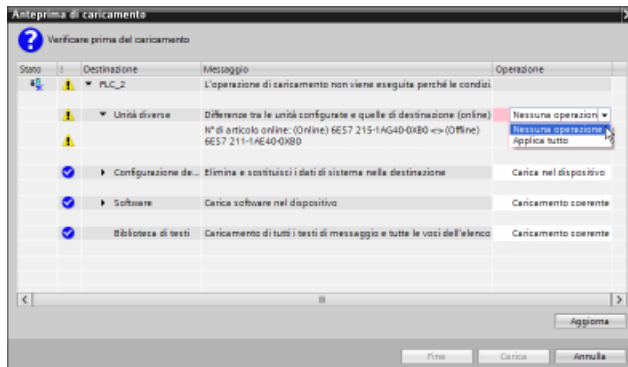 Anteprima di caricamento
Verificare prima del caricamento
Stato ! Destinazione Messaggio Operazione
PLC_2 L'operazione di caricamento non viene eseguita perché le condizi
Unità diverse Differenze tra le unità configurate e quelle di destinazione (online) Nessuna operazion
N° di articolo online: (Online) 6ES7 215-1AG40-0XB0 <=> (Offline) Nessuna operazione
6ES7 211-1AE40-0XB0 Applica tutto
Configurazione de... Elimina e sostituisci i dati di sistema nella destinazione Carica nel dispositivo
Software Carica software nel dispositivo Caricamento coerente
Biblioteca di testi Caricamento di tutti i testi di messaggio e tutte le voci dell'elenco Caricamento coerente
Aggiorna
Fine Carica Annulla